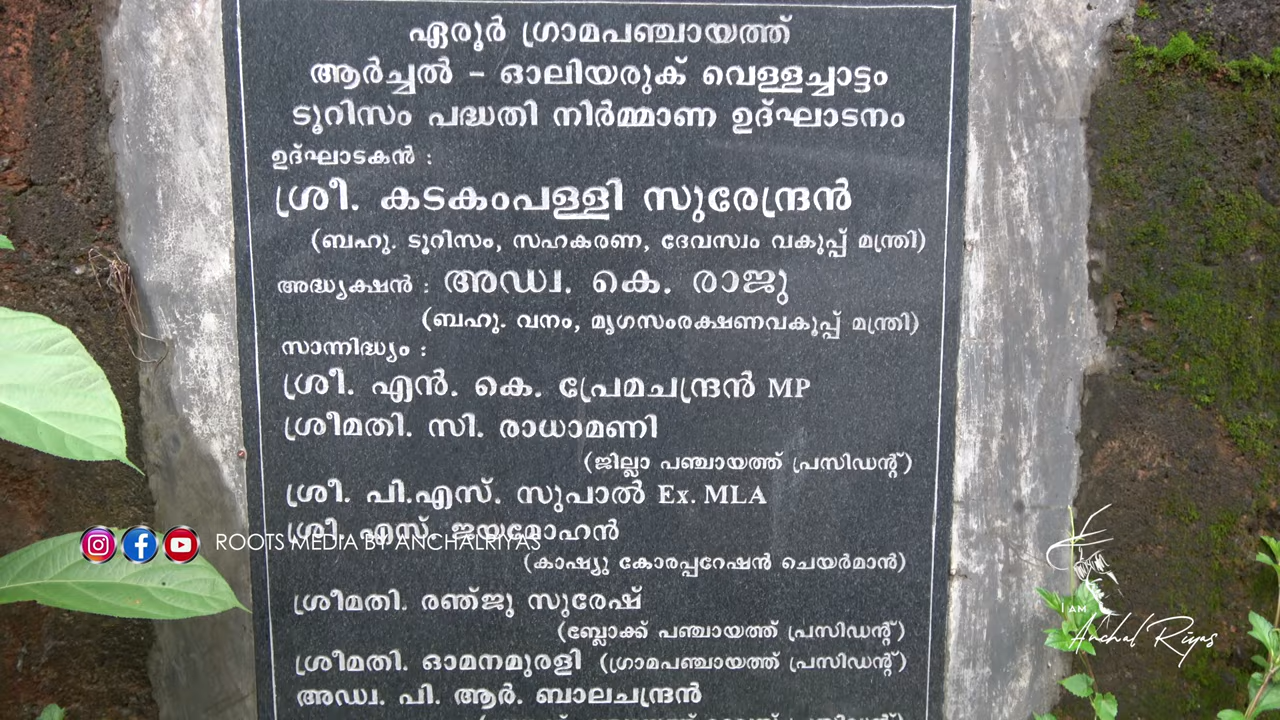 ഏരൂർ ഗ്രാമപഞ്ചായത്ത്
ആർച്ചൽ - ഓലിയരുക് വെള്ളച്ചാട്ടം
ടൂറിസം പദ്ധതി നിർമ്മാണ ഉദ്ഘാടനം
ഉദ്ഘാടകൻ :
ശ്രീ. കടകംപള്ളി സുരേന്ദ്രൻ
(ബഹു. ടൂറിസം, സഹകരണ, ദേവസ്വം വകുപ്പ് മന്ത്രി)
അദ്ധ്യക്ഷൻ : അഡ്വ. കെ. രാജു
(ബഹു. വനം, മൃഗസംരക്ഷണവകുപ്പ് മന്ത്രി)
സാന്നിദ്ധ്യം :
ശ്രീ. എൻ. കെ. പ്രേമചന്ദ്രൻ MP
ശ്രീമതി. സി. രാധാമണി
(ജില്ലാ പഞ്ചായത്ത് പ്രസിഡന്റ്)
ശ്രീ. പി.എസ്. സുപാൽ Ex. MLA
ശ്രീ. എസ്. ജയമോഹൻ
ROOTS MEDIA BY ANCHALRIYAS
(കാഷ്യു കോരപ്പറേഷൻ ചെയർമാൻ)
ശ്രീമതി. രഞ്ജു സുരേഷ്
(ബ്ലോക്ക് പഞ്ചായത്ത് പ്രസിഡന്റ്)
ശ്രീമതി. ഓമനമുരളി (ഗ്രാമപഞ്ചായത്ത് പ്രസിഡന്റ്)
അഡ്വ. പി. ആർ. ബാലചന്ദ്രൻ
I AM
Anchal Riyas